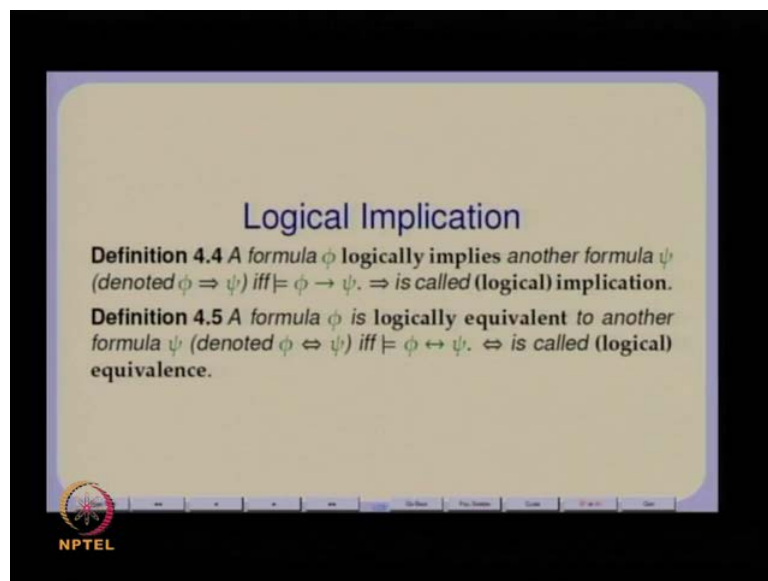 Logical Implication
Definition 4.4 A formula ϕ logically implies another formula ψ
(denoted ϕ ⇒ ψ) iff ⊨ ϕ → ψ. ⇒ is called (logical) implication.
Definition 4.5 A formula ϕ is logically equivalent to another
formula ψ (denoted ϕ ⇔ ψ) iff ⊨ ϕ ↔ ψ. ⇔ is called (logical)
equivalence.
NPTEL